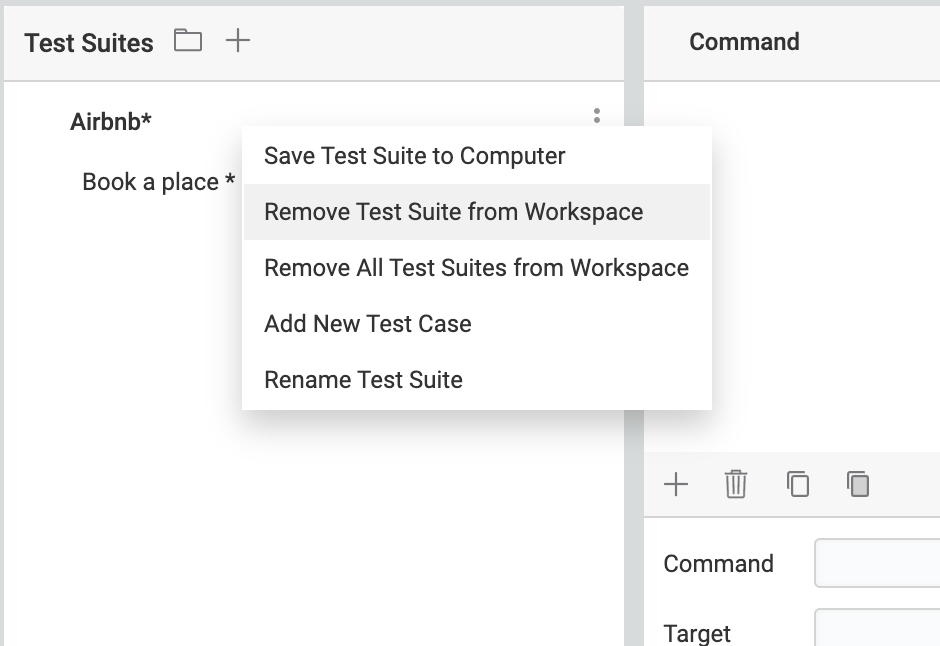 Test Suites
Airbnb*
Book a place *
Save Test Suite to Computer
Remove Test Suite from Workspace
Remove All Test Suites from Workspace
Add New Test Case
Rename Test Suite
Command
Command
Target